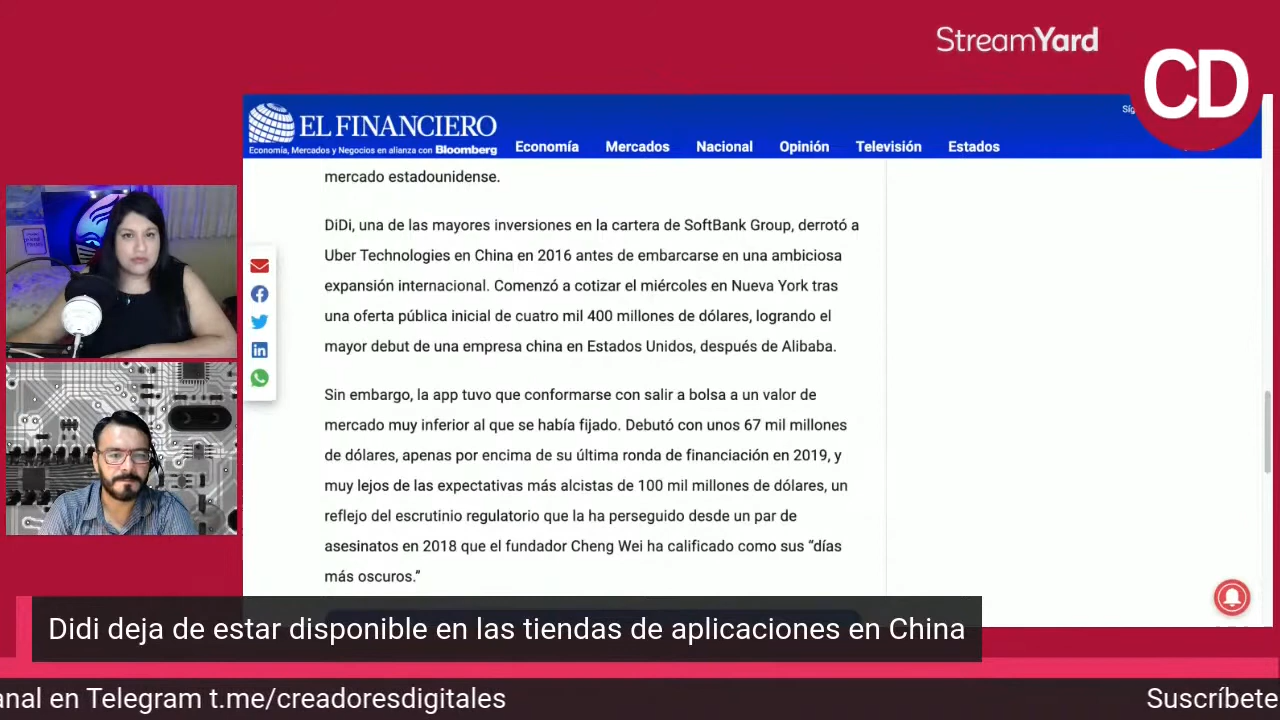 StreamYard
CD
EL FINANCIERO
Economía, Mercados y Negocios en alianza con Bloomberg
Economía Mercados Nacional Opinión Televisión Estados
mercado estadounidense.
DiDi, una de las mayores inversiones en la cartera de SoftBank Group, derrotó a
Uber Technologies en China en 2016 antes de embarcarse en una ambiciosa
expansión internacional. Comenzó a cotizar el miércoles en Nueva York tras
una oferta pública inicial de cuatro mil 400 millones de dólares, logrando el
mayor debut de una empresa china en Estados Unidos, después de Alibaba.
Sin embargo, la app tuvo que conformarse con salir a bolsa a un valor de
mercado muy inferior al que se había fijado. Debutó con unos 67 mil millones
de dólares, apenas por encima de su última ronda de financiación en 2019, y
muy lejos de las expectativas más alcistas de 100 mil millones de dólares, un
reflejo del escrutinio regulatorio que la ha perseguido desde un par de
asesinatos en 2018 que el fundador Cheng Wei ha calificado como sus “días
más oscuros.”
Didi deja de estar disponible en las tiendas de aplicaciones en China
anal en Telegram t.me/creadoresdigitales Suscríbete